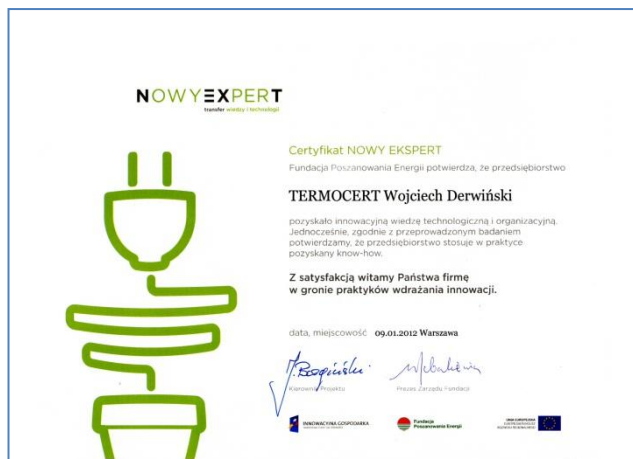 NOWYEXPERT
transfer wiedzy i technologii
Certyfikat NOWY EKSPERT
Fundacja Poszanowania Energii potwierdza, że przedsiębiorstwo
TERMOCERT Wojciech Derwiński
pozyskało innowacyjną wiedzę technologiczną i organizacyjną.
Jednocześnie, zgodnie z przeprowadzonym badaniem
potwierdzamy, że przedsiębiorstwo stosuje w praktyce
pozyskany know-how.
Z satysfakcją witamy Państwa firmę
w gronie praktyków wdrażania innowacji.
data, miejscowość 09.01.2012 Warszawa
Kierownik Projektu Prezes Zarządu Fundacji
INNOWACYJNA GOSPODARKA
Fundacja
Poszanowania Energii
UNIA EUROPEJSKA